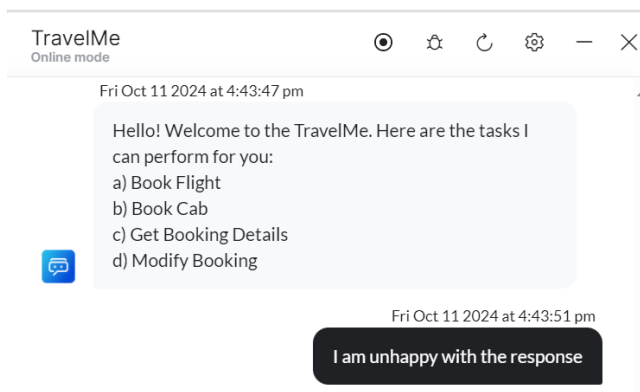 TravelMe
Online mode
Fri Oct 11 2024 at 4:43:47 pm
Hello! Welcome to the TravelMe. Here are the tasks I
can perform for you:
a) Book Flight
b) Book Cab
c) Get Booking Details
d) Modify Booking
Fri Oct 11 2024 at 4:43:51 pm
I am unhappy with the response